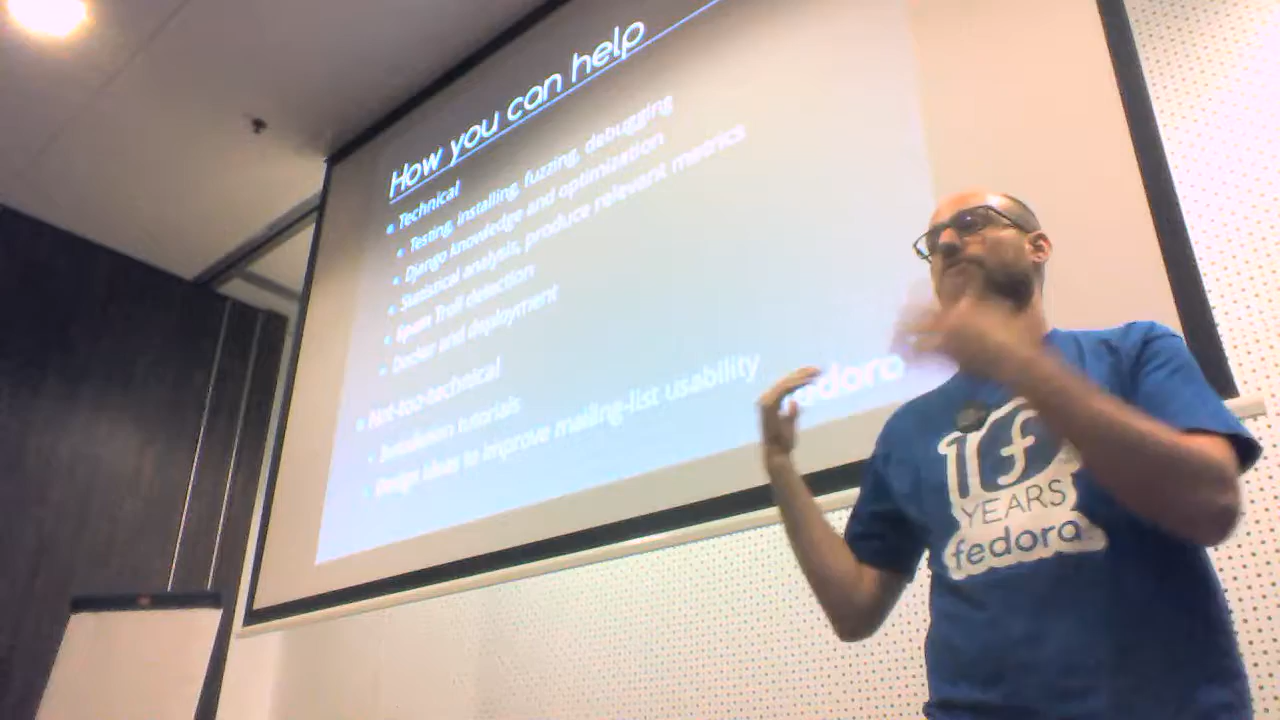 How you can help
Technical
Testing, installing, fuzzing, debugging
Django knowledge and optimization
Statistical analysis, produce relevant metrics
Spam Troll detection
Docker and deployment
Not-too-technical
Installation tutorials
Design ideas to improve mailing-list usability
fedora
YEARS
fedora